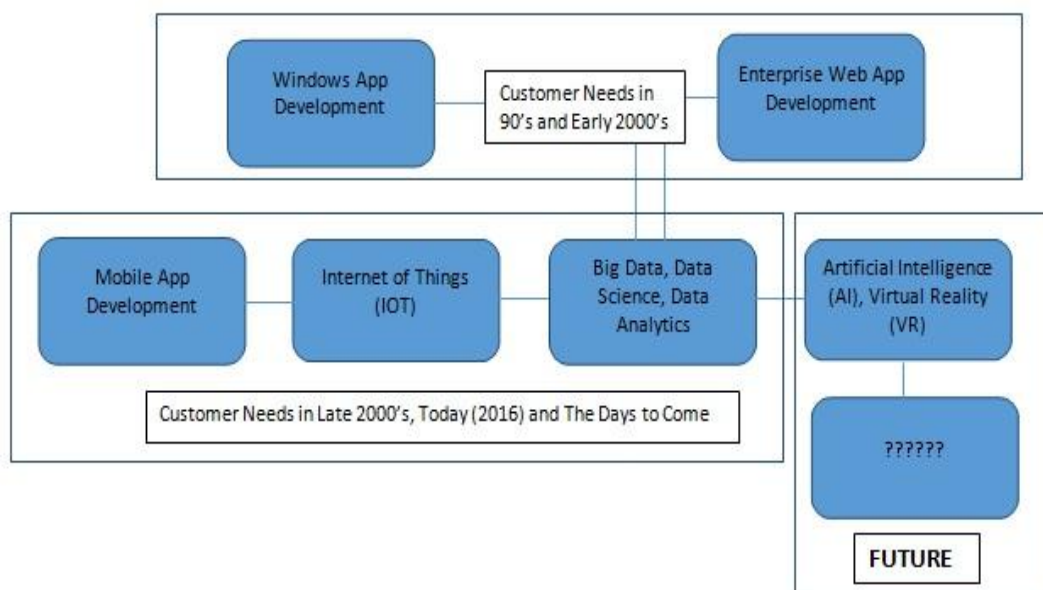 Windows App
Development
Customer Needs in
90's and Early 2000's
Enterprise Web App
Development
Mobile App
Development
Internet of Things
(IOT)
Big Data, Data
Science, Data
Analytics
Artificial Intelligence
(AI), Virtual Reality
(VR)
Customer Needs in Late 2000's, Today (2016) and The Days to Come
??????
FUTURE